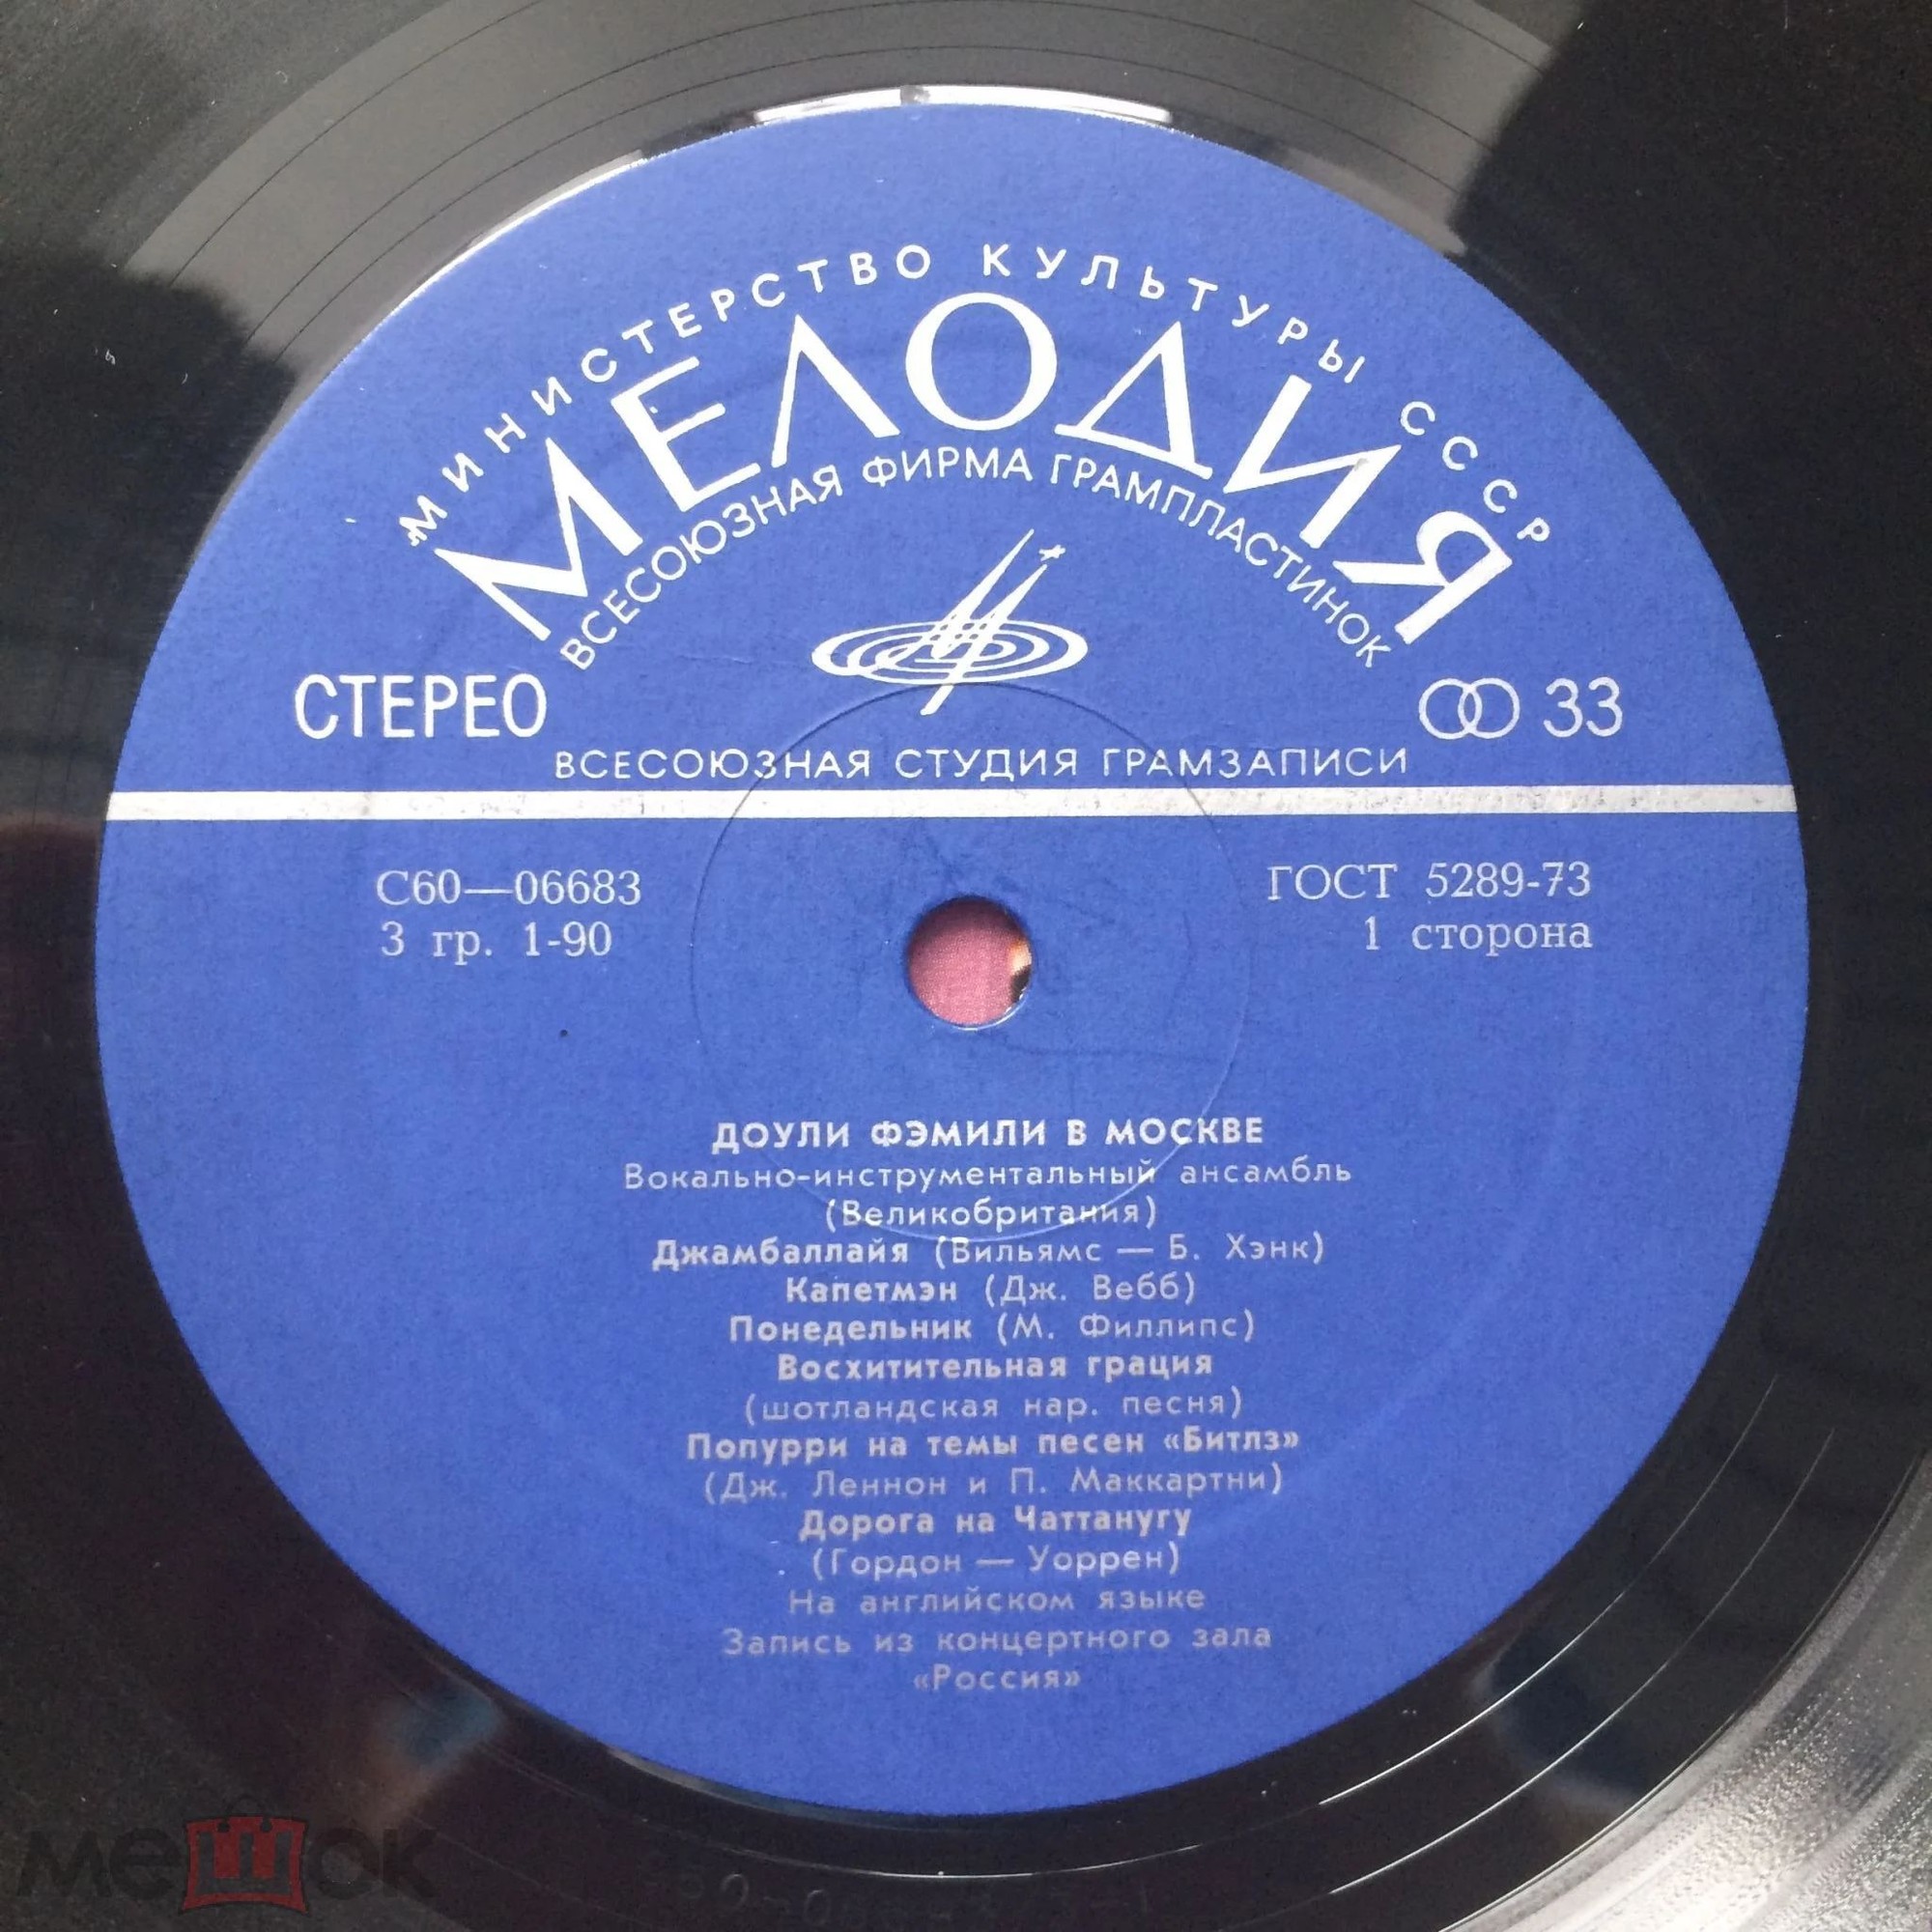 МИНИСТЕРСТВО КУЛЬТУРЫ СССР
МЕЛОДИЯ
ВСЕСОЮЗНАЯ ФИРМА ГРАМПЛАСТИНОК
СТЕРЕО
33
ВСЕСОЮЗНАЯ СТУДИЯ ГРАМЗАПИСИ
С60—06683
ГОСТ 5289-73
3 гр. 1-90
1 сторона
ДОУЛИ ФЭМИЛИ В МОСКВЕ
Вокально-инструментальный ансамбль
(Великобритания)
Джамбаллайя (Вильямс — Б. Хэнк)
Капетмэн (Дж. Вебб)
Понедельник (М. Филлипс)
Восхитительная грация
(шотландская нар. песня)
Попурри на темы песен «Битлз»
(Дж. Леннон и П. Маккартни)
Дорога на Чаттанугу
(Гордон — Уоррен)
На английском языке
Запись из концертного зала
«Россия»
мешок